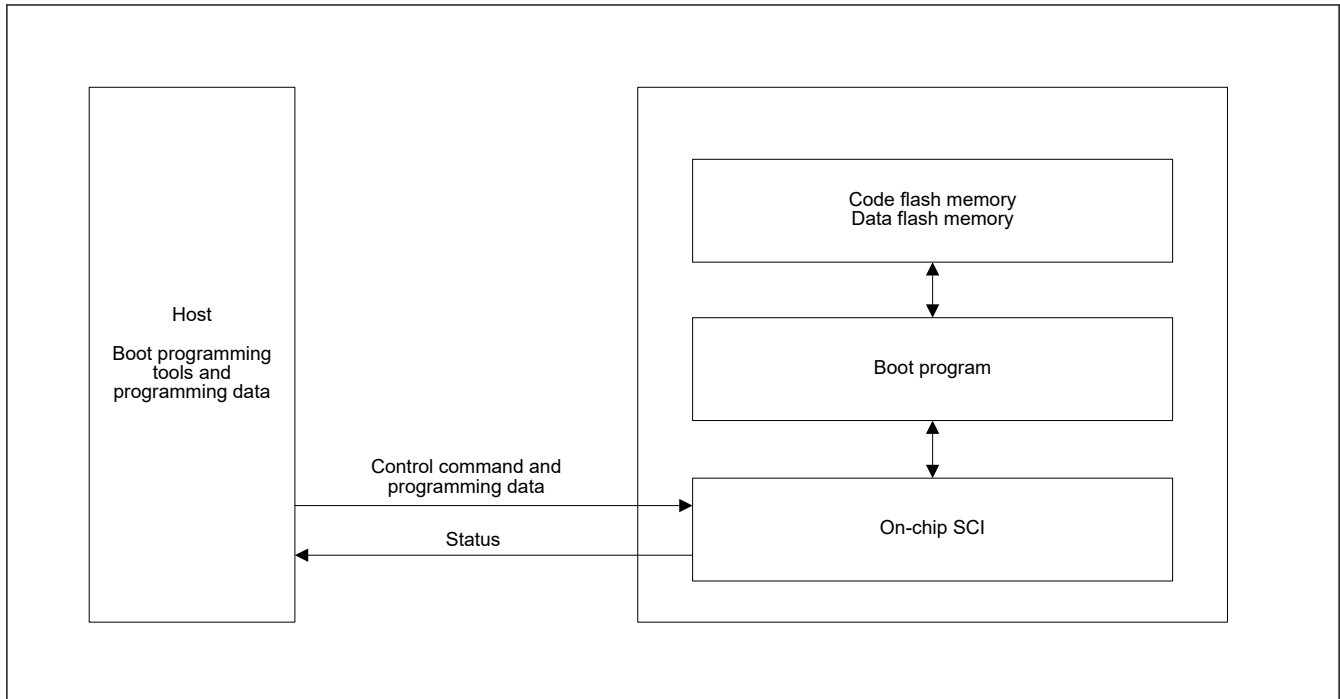 Host
Boot programming
tools and
programming data
Control command and
programming data
Status
Code flash memory
Data flash memory
Boot program
On-chip SCI